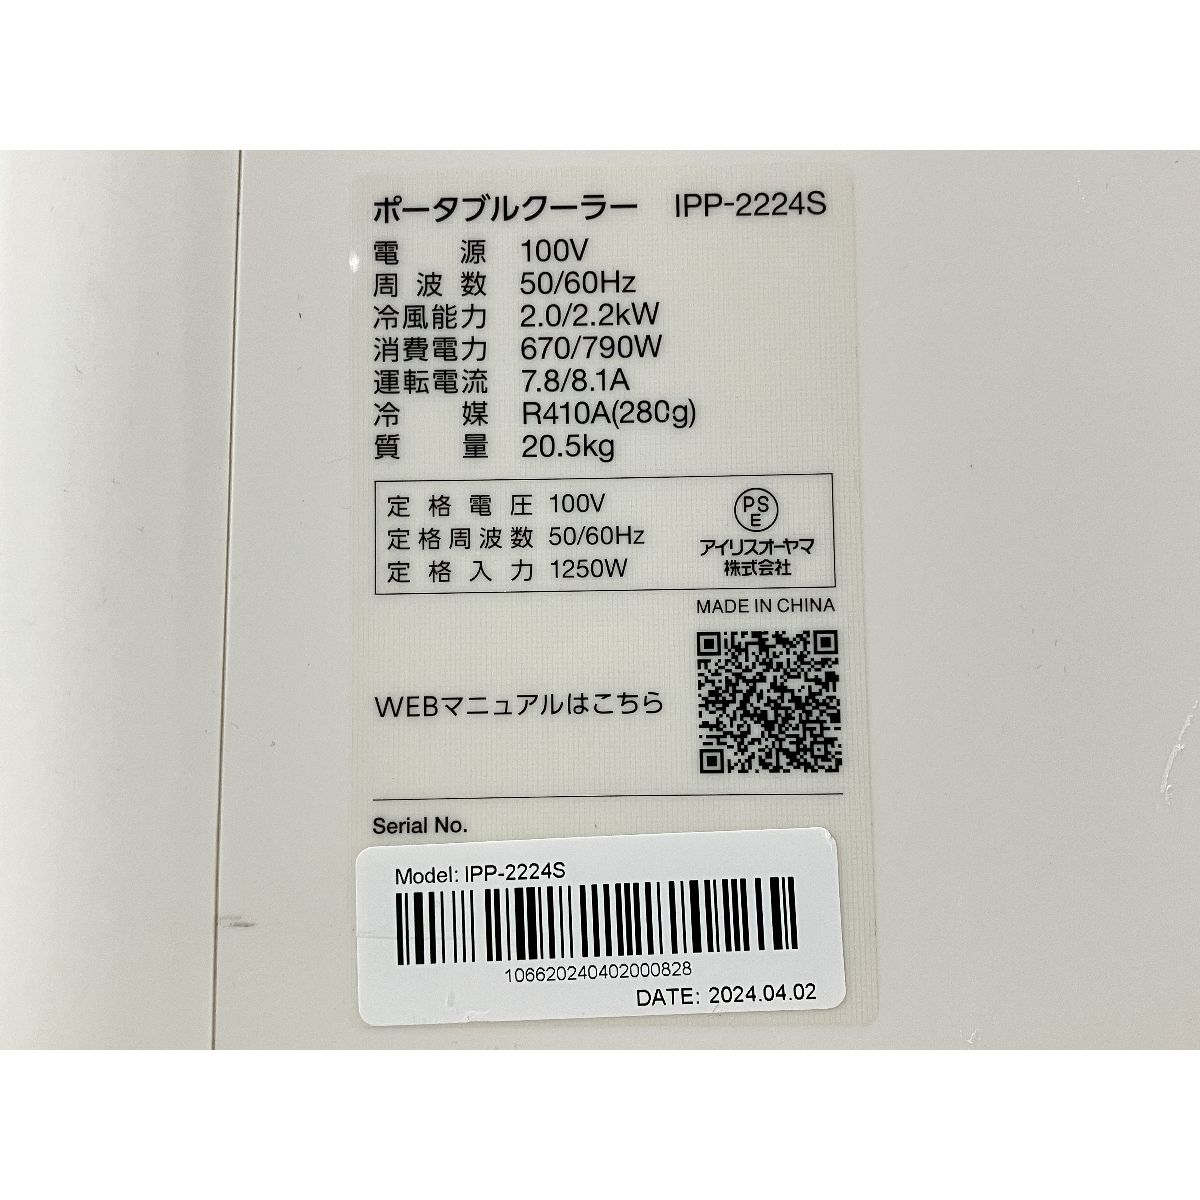 ポータブルクーラー IPP-2224S
電源 100V
周波数 50/60Hz
冷風能力 2.0/2.2kW
消費電力 670/790W
運転電流 7.8/8.1A
冷媒 R410A(280g)
質量 20.5kg
定格電圧 100V
定格周波数 50/60Hz
定格入力 1250W
PS
E
アイリスオーヤマ
株式会社
MADE IN CHINA
WEBマニュアルはこちら
Serial No.
Model: IPP-2224S
106620240402000828
DATE: 2024.04.02